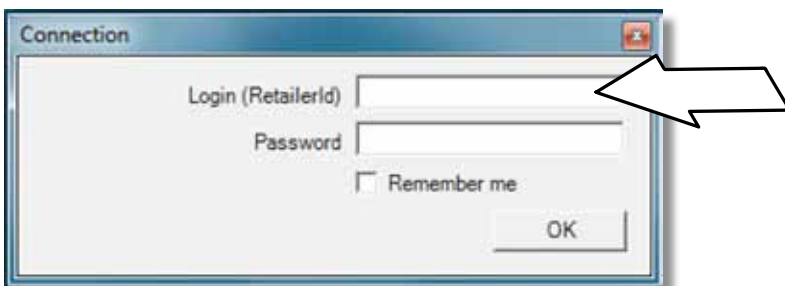 Connection
Login (RetailerId)
Password
Remember me
OK